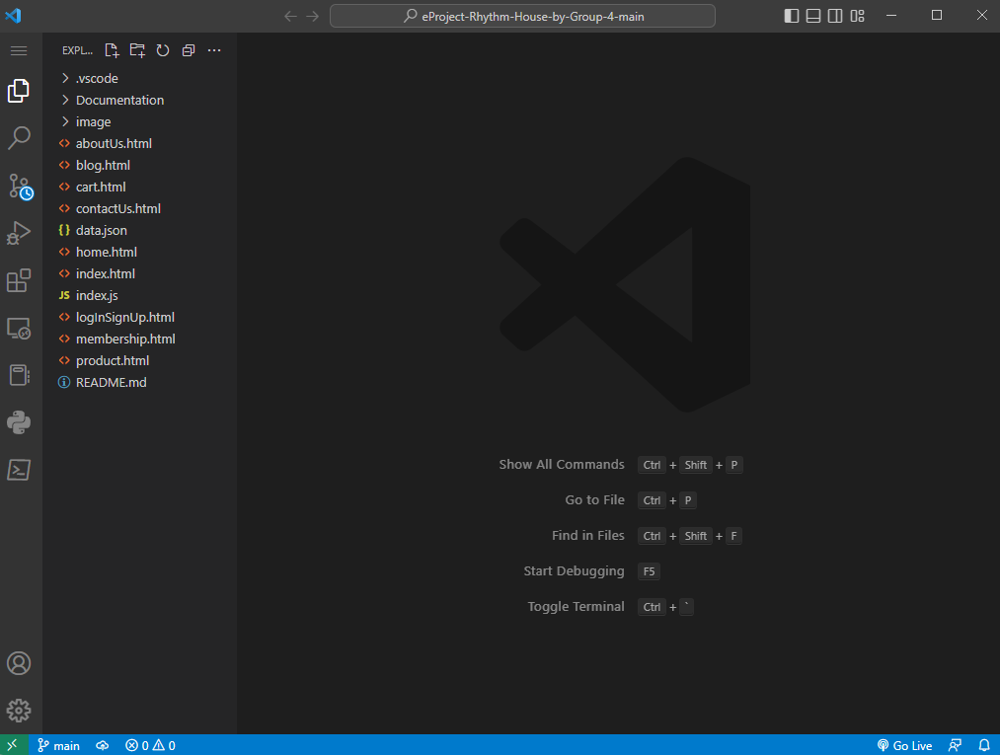 eProject-Rhythm-House-by-Group-4-main
EXPL...
.vscode
Documentation
image
aboutUs.html
blog.html
cart.html
contactUs.html
{} data.json
home.html
index.html
JS index.js
logInSignUp.html
membership.html
product.html
README.md
Show All Commands Ctrl + Shift + P
Go to File Ctrl + P
Find in Files Ctrl + Shift + F
Start Debugging F5
Toggle Terminal Ctrl + `
main 0 0 Go Live